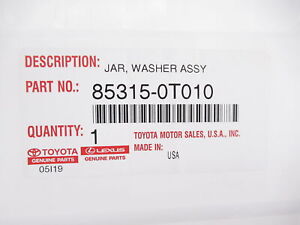 DESCRIPTION: JAR, WASHER ASSY
PART NO.: 85315-0T010
QUANTITY: 1
TOYOTA MOTOR SALES, U.S.A., INC.
MADE IN: USA
TOYOTA GENUINE PARTS
LEXUS GENUINE PARTS
05I19